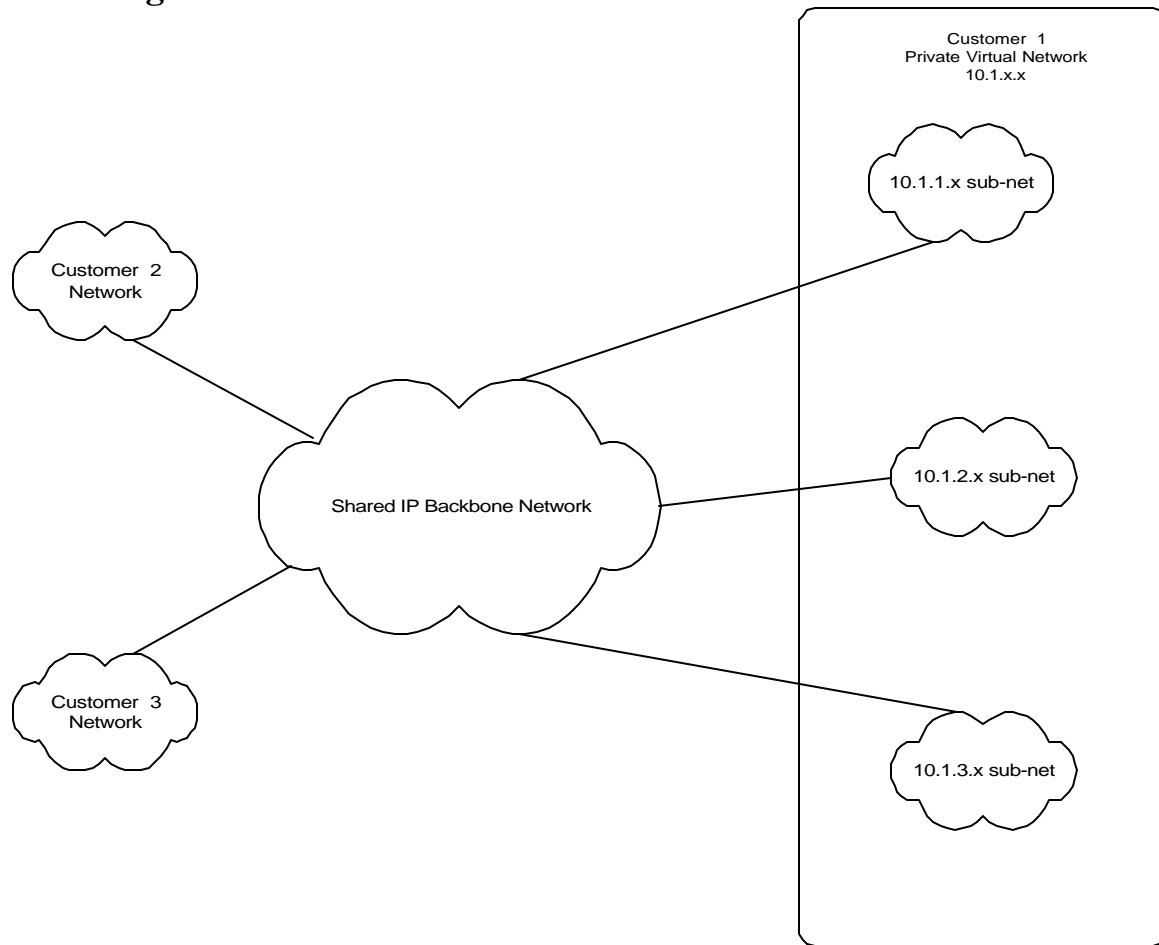 Customer 1
Private Virtual Network
10.1.x.x
10.1.1.x sub-net
Customer 2
Network
10.1.2.x sub-net
Shared IP Backbone Network
Customer 3
Network
10.1.3.x sub-net